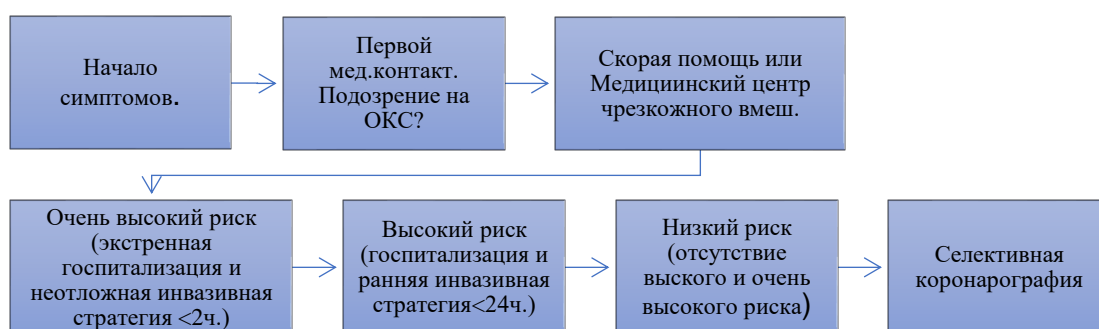 Начало
симптомов.
Первой
мед.контакт.
Подозрение на
ОКС?
Скорая помощь или
Медициинский центр
чрезкожного вмеш.
Очень высокий риск
(экстренная
госпитализация и
неотложная инвазивная
стратегия <2ч.)
Высокий риск
(госпитализация и
ранняя инвазивная
стратегия<24ч.)
Низкий риск
(отсутствие
выского и очень
высокого риска)
Селективная
коронарография